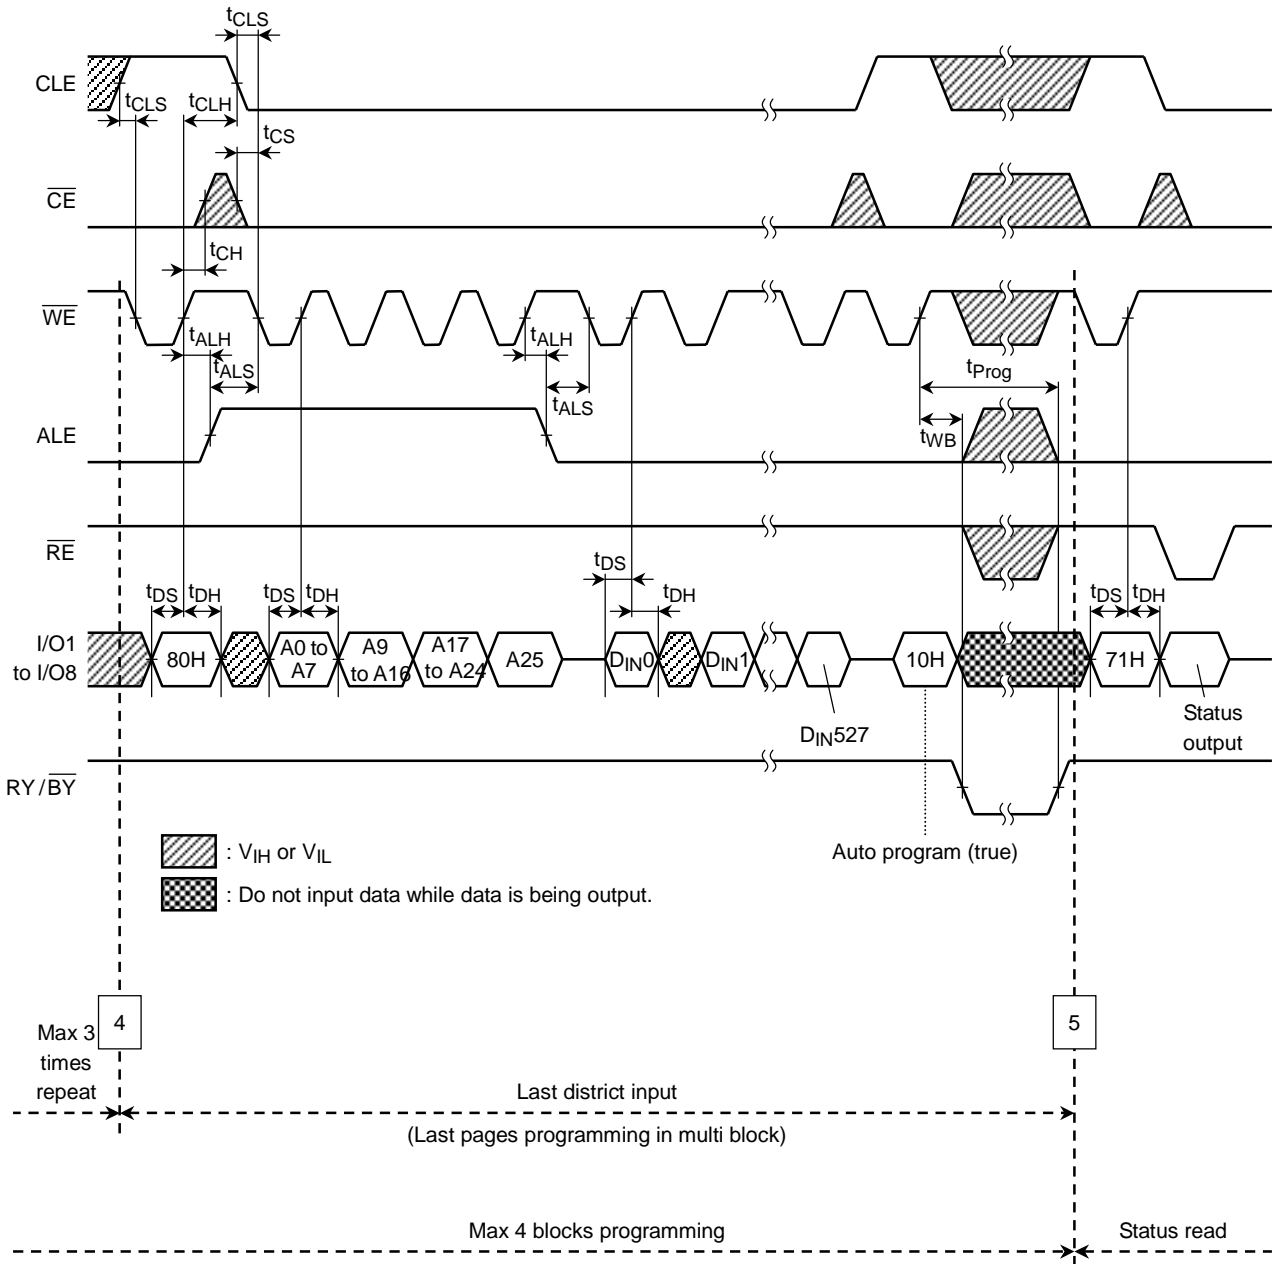 tCLS
CLE
tCLS
tCLH
tCS
CE
tCH
WE
tALH
tALS
tALH
tALS
tProg
tWB
ALE
RE
tDS
tDH
tDS
tDH
tDS
tDH
tDS
tDH
I/O1
to I/O8
80H
A0 to
A7
A9
to A16
A17
to A24
A25
DIN0
DIN1
DIN527
10H
71H
Status
output
RY/BY
Auto program (true)
: VIH or VIL
: Do not input data while data is being output.
4
5
Max 3
times
repeat
Last district input
(Last pages programming in multi block)
Max 4 blocks programming
Status read